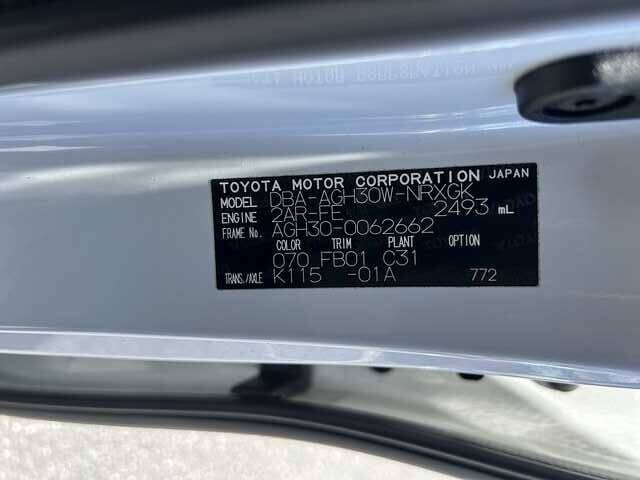 TOYOTA MOTOR CORPORATION JAPAN
MODEL DBA-AGH30W-NRXGK
ENGINE 2AR-FE 2493 mL
FRAME No. AGH30-0062662
COLOR TRIM PLANT OPTION
070 FB01 C31
TRANS./AXLE K115 -01A 772